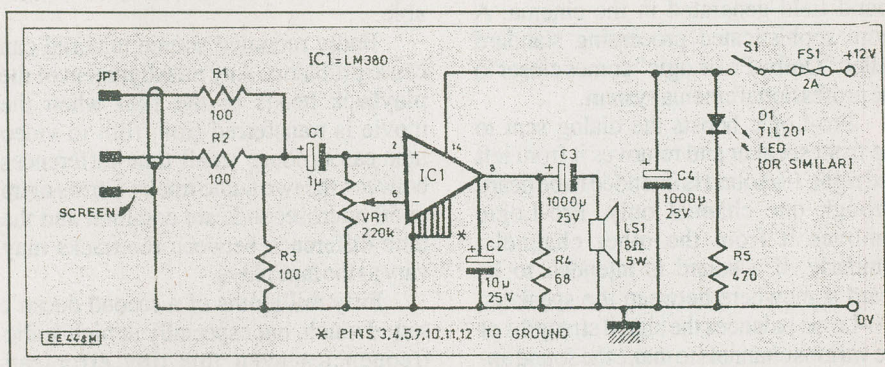 IC1=LM380
JP1
R1
100
R2
100
SCREEN
R3
100
C1
1µ
VR1
220k
2
+
6
−
IC1
14
8
1
*
C2
10µ
25V
C3
1000µ
25V
R4
68
LS1
8Ω
5W
C4
1000µ
25V
S1
FS1
2A
+12V
D1
TIL201
LED
(OR SIMILAR)
R5
470
0V
EE448M
* PINS 3,4,5,7,10,11,12 TO GROUND